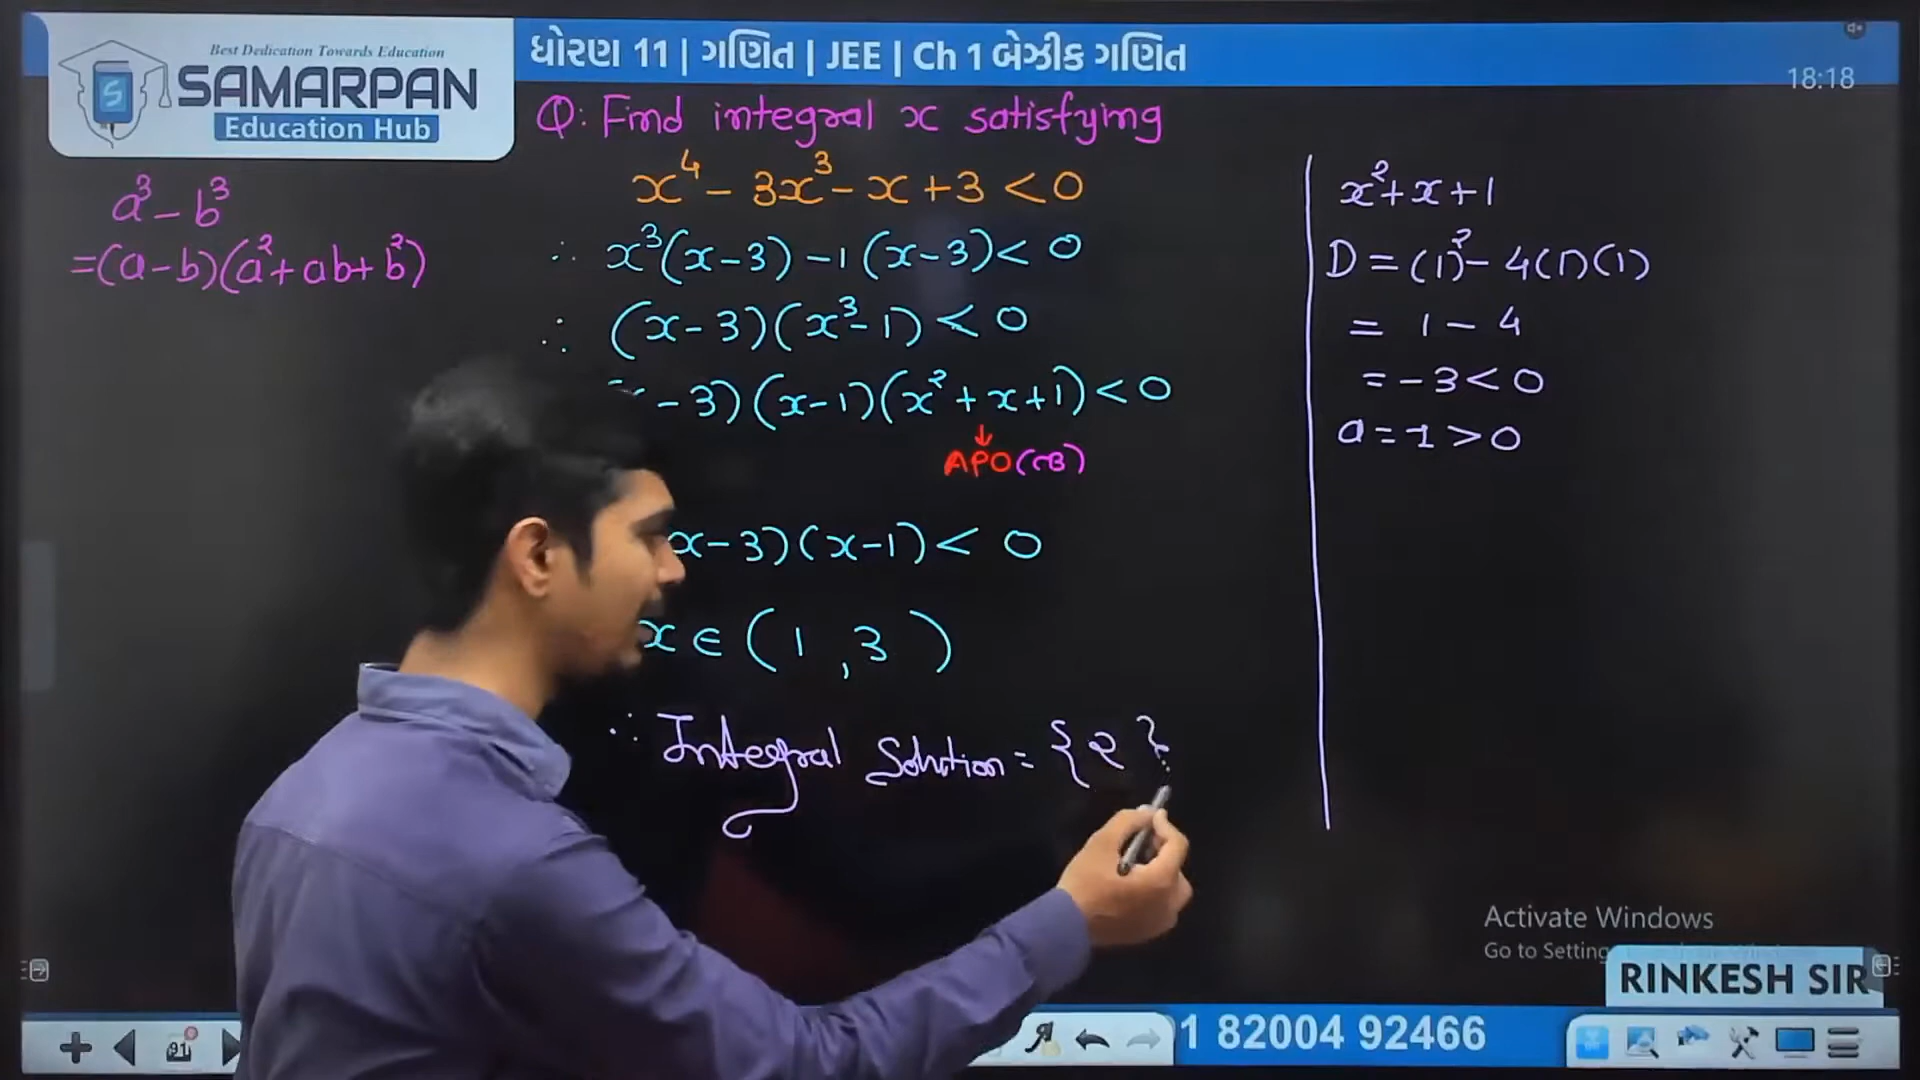 Best Dedication Towards Education
SAMARPAN
Education Hub
ધોરણ 11 | ગણિત | JEE | Ch 1 બેઝીક ગણિત
18:18
Q: Find integral x satisfying
x⁴ - 3x³ - x + 3 < 0
a³ - b³
= (a - b)(a² + ab + b²)
∴ x³(x-3) - 1(x-3) < 0
∴ (x-3)(x³-1) < 0
-3)(x-1)(x² + x + 1) < 0
↓
APO
x-3)(x-1) < 0
x ∈ (1, 3)
∴ Integral Solution = {2}
x² + x + 1
D = (1)² - 4(1)(1)
= 1 - 4
= -3 < 0
a = 1 > 0
Activate Windows
Go to Setting
RINKESH SIR
91
1 82004 92466